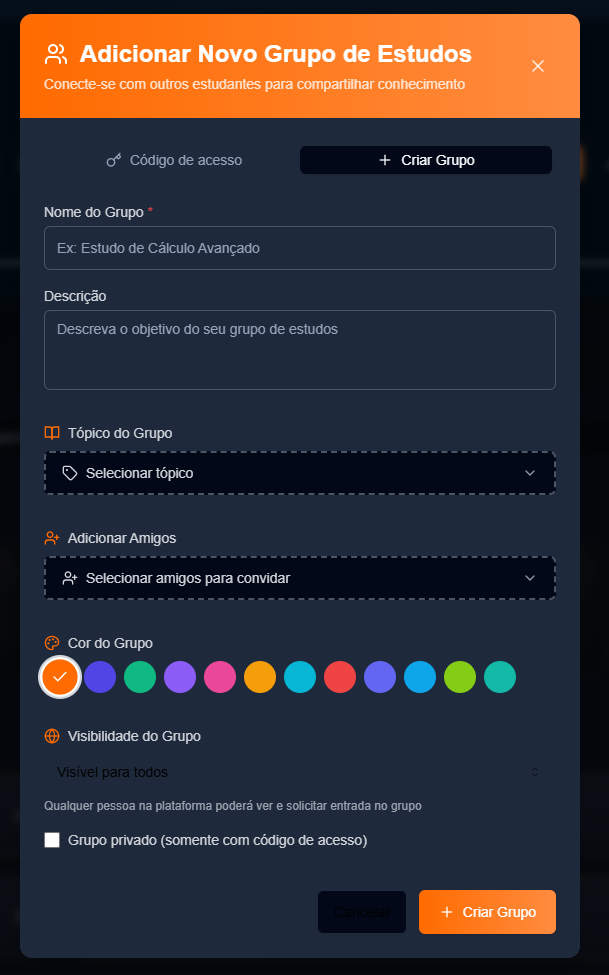 Adicionar Novo Grupo de Estudos
Conecte-se com outros estudantes para compartilhar conhecimento
Código de acesso
Criar Grupo
Nome do Grupo *
Ex: Estudo de Cálculo Avançado
Descrição
Descreva o objetivo do seu grupo de estudos
Tópico do Grupo
Selecionar tópico
Adicionar Amigos
Selecionar amigos para convidar
Cor do Grupo
Visibilidade do Grupo
Visível para todos
Qualquer pessoa na plataforma poderá ver e solicitar entrada no grupo
Grupo privado (somente com código de acesso)
Cancelar
Criar Grupo